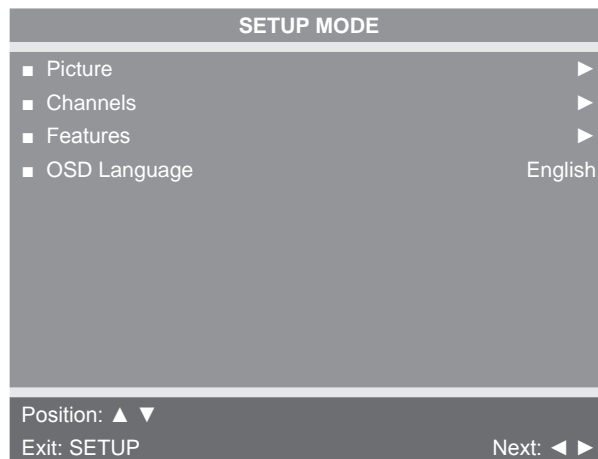 SETUP MODE
■ Picture ►
■ Channels ►
■ Features ►
■ OSD Language English
Position: ▲ ▼
Exit: SETUP Next: ◄ ►